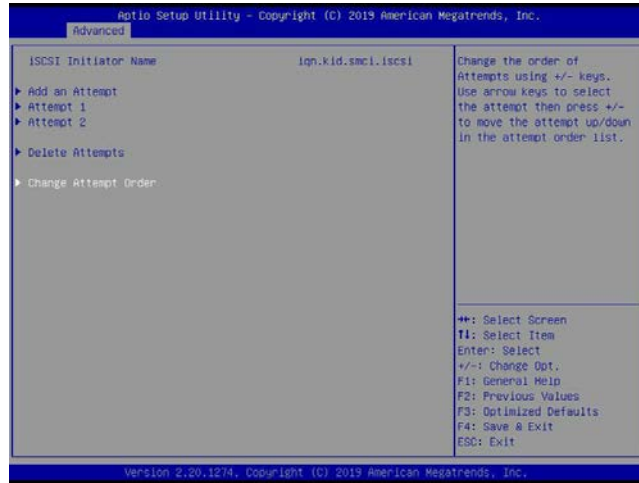 Aptio Setup Utility - Copyright (C) 2019 American Megatrends, Inc.
Advanced
iSCSI Initiator Name iqn.kid.smci.iscsi
Add an Attempt
Attempt 1
Attempt 2
Delete Attempts
Change Attempt Order
Change the order of
Attempts using +/- keys.
Use arrow keys to select
the attempt then press +/-
to move the attempt up/down
in the attempt order list.
→←: Select Screen
↑↓: Select Item
Enter: Select
+/-: Change Opt.
F1: General Help
F2: Previous Values
F3: Optimized Defaults
F4: Save & Exit
ESC: Exit
Version 2.20.1274. Copyright (C) 2019 American Megatrends, Inc.